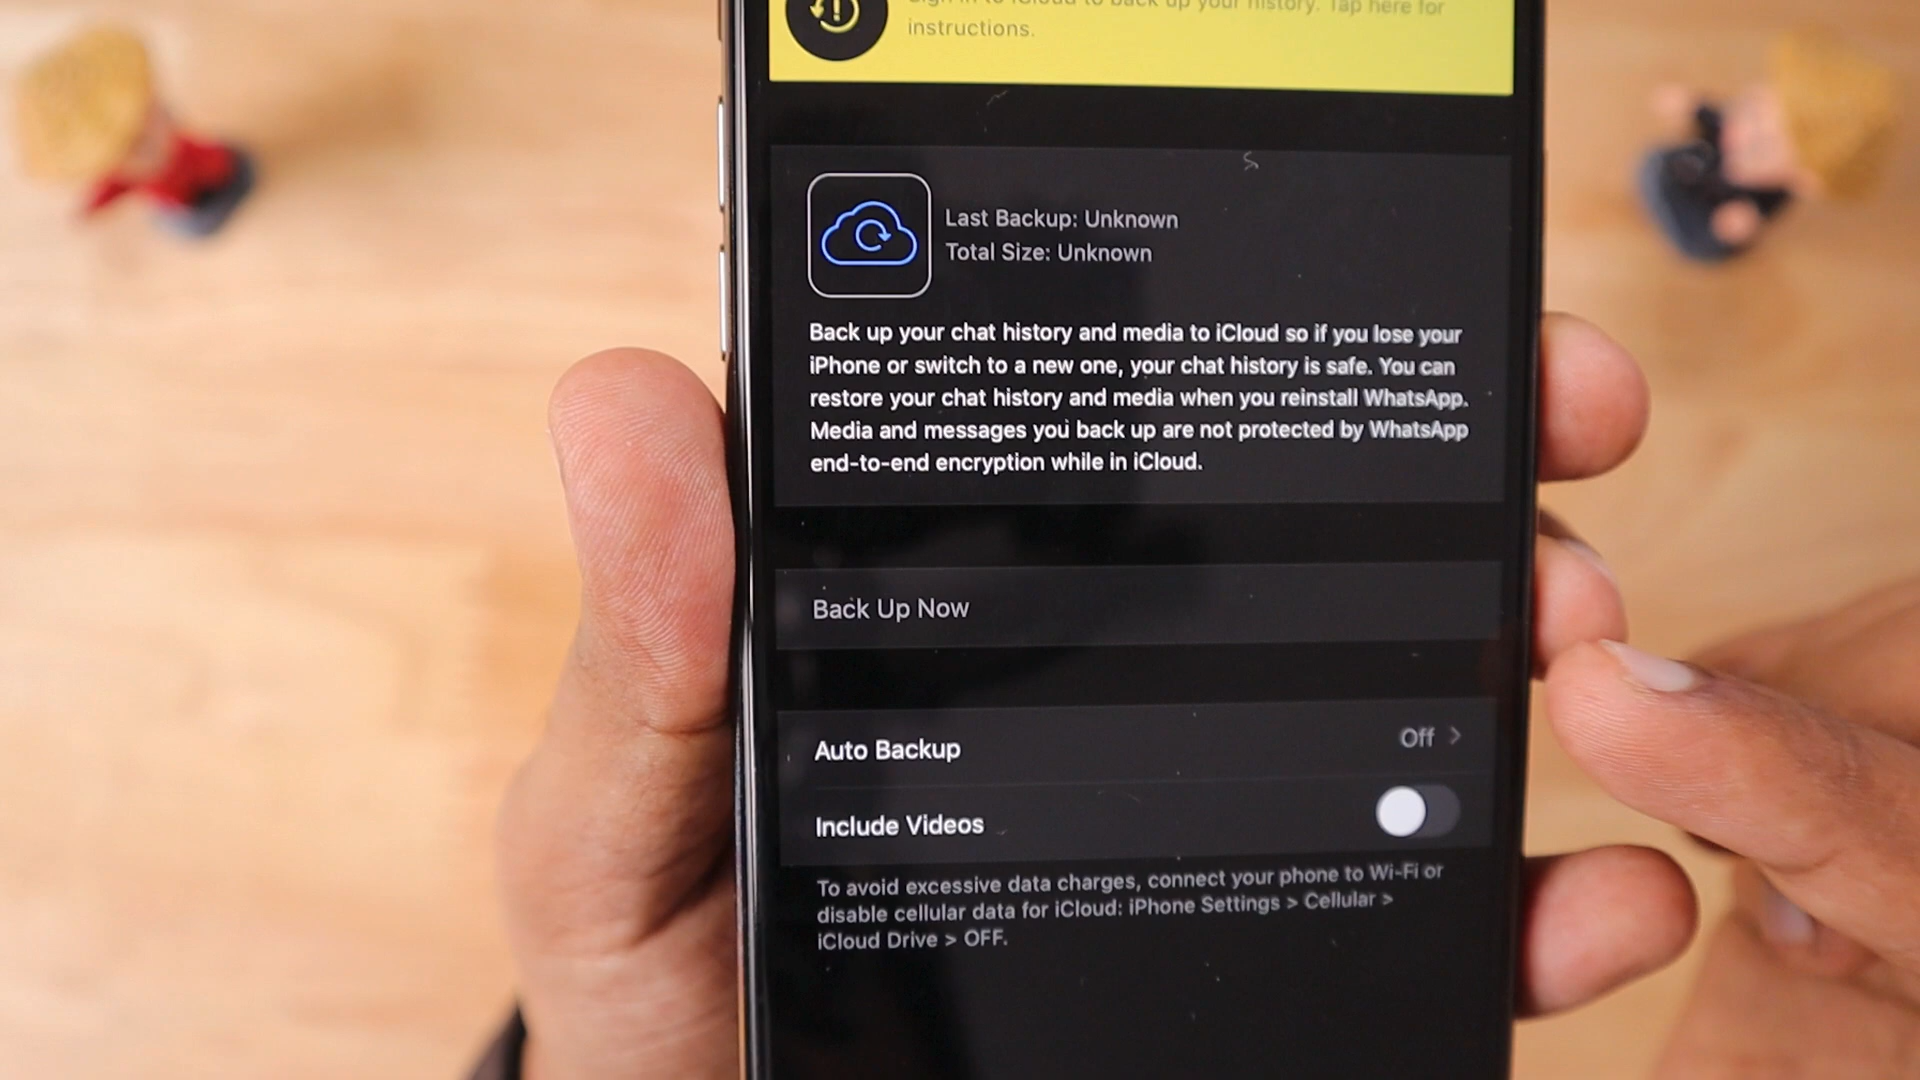 Sign in to iCloud to back up your history. Tap here for
instructions.
Last Backup: Unknown
Total Size: Unknown
Back up your chat history and media to iCloud so if you lose your
iPhone or switch to a new one, your chat history is safe. You can
restore your chat history and media when you reinstall WhatsApp.
Media and messages you back up are not protected by WhatsApp
end-to-end encryption while in iCloud.
Back Up Now
Auto Backup Off >
Include Videos
To avoid excessive data charges, connect your phone to Wi-Fi or
disable cellular data for iCloud: iPhone Settings > Cellular >
iCloud Drive > OFF.